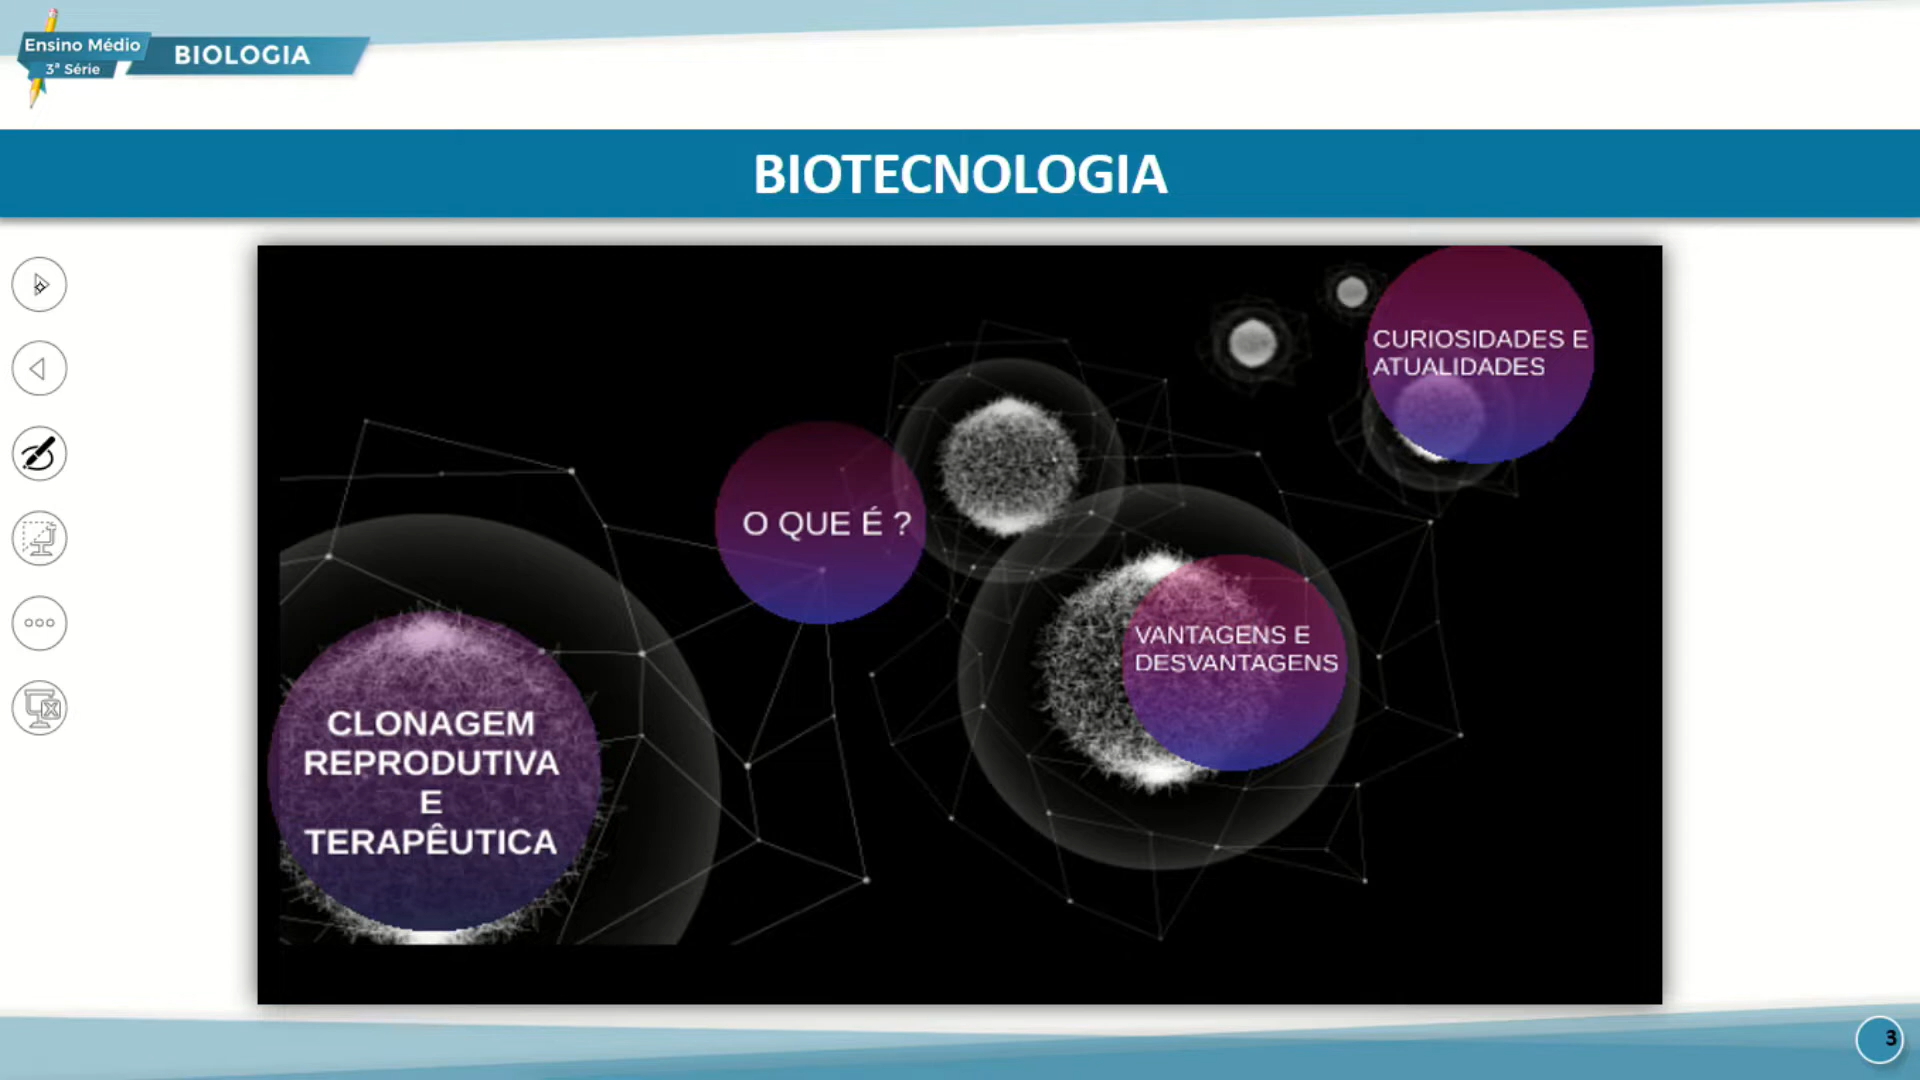 Ensino Médio
3ª Série
BIOLOGIA
BIOTECNOLOGIA
CURIOSIDADES E
ATUALIDADES
O QUE É ?
VANTAGENS E
DESVANTAGENS
CLONAGEM
REPRODUTIVA
E
TERAPÊUTICA
3